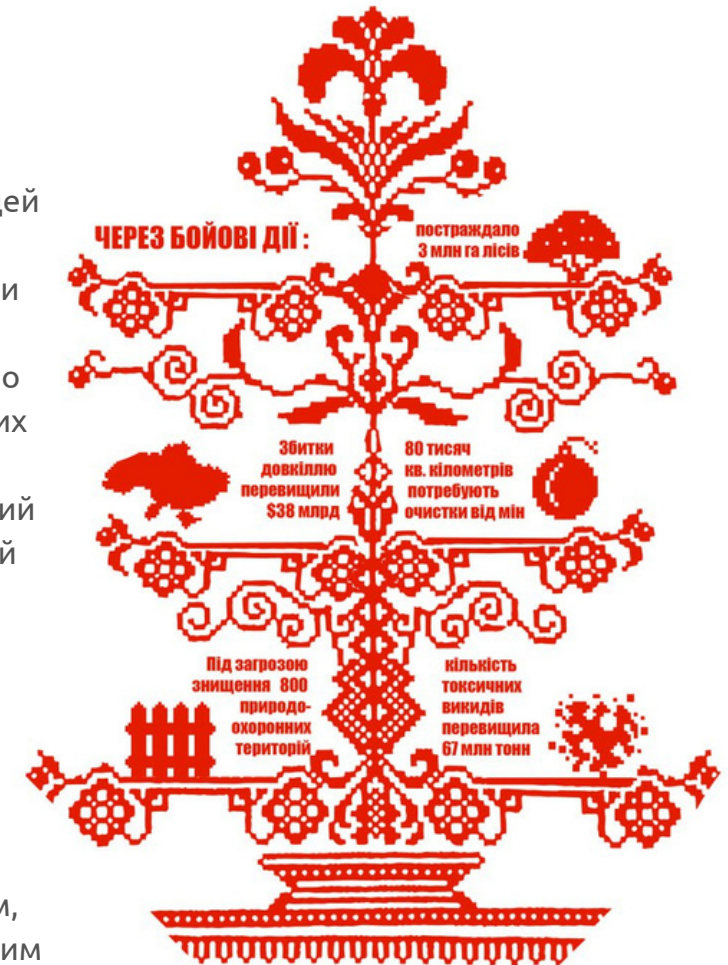 ЧЕРЕЗ БОЙОВІ ДІЇ :
постраждало
3 млн га лісів
Збитки
довкіллю
перевищили
$38 млрд
80 тисяч
кв. кілометрів
потребують
очистки від мін
Під загрозою
знищення 800
природо-
охоронних
територій
кількість
токсичних
викидів
перевищила
67 млн тонн